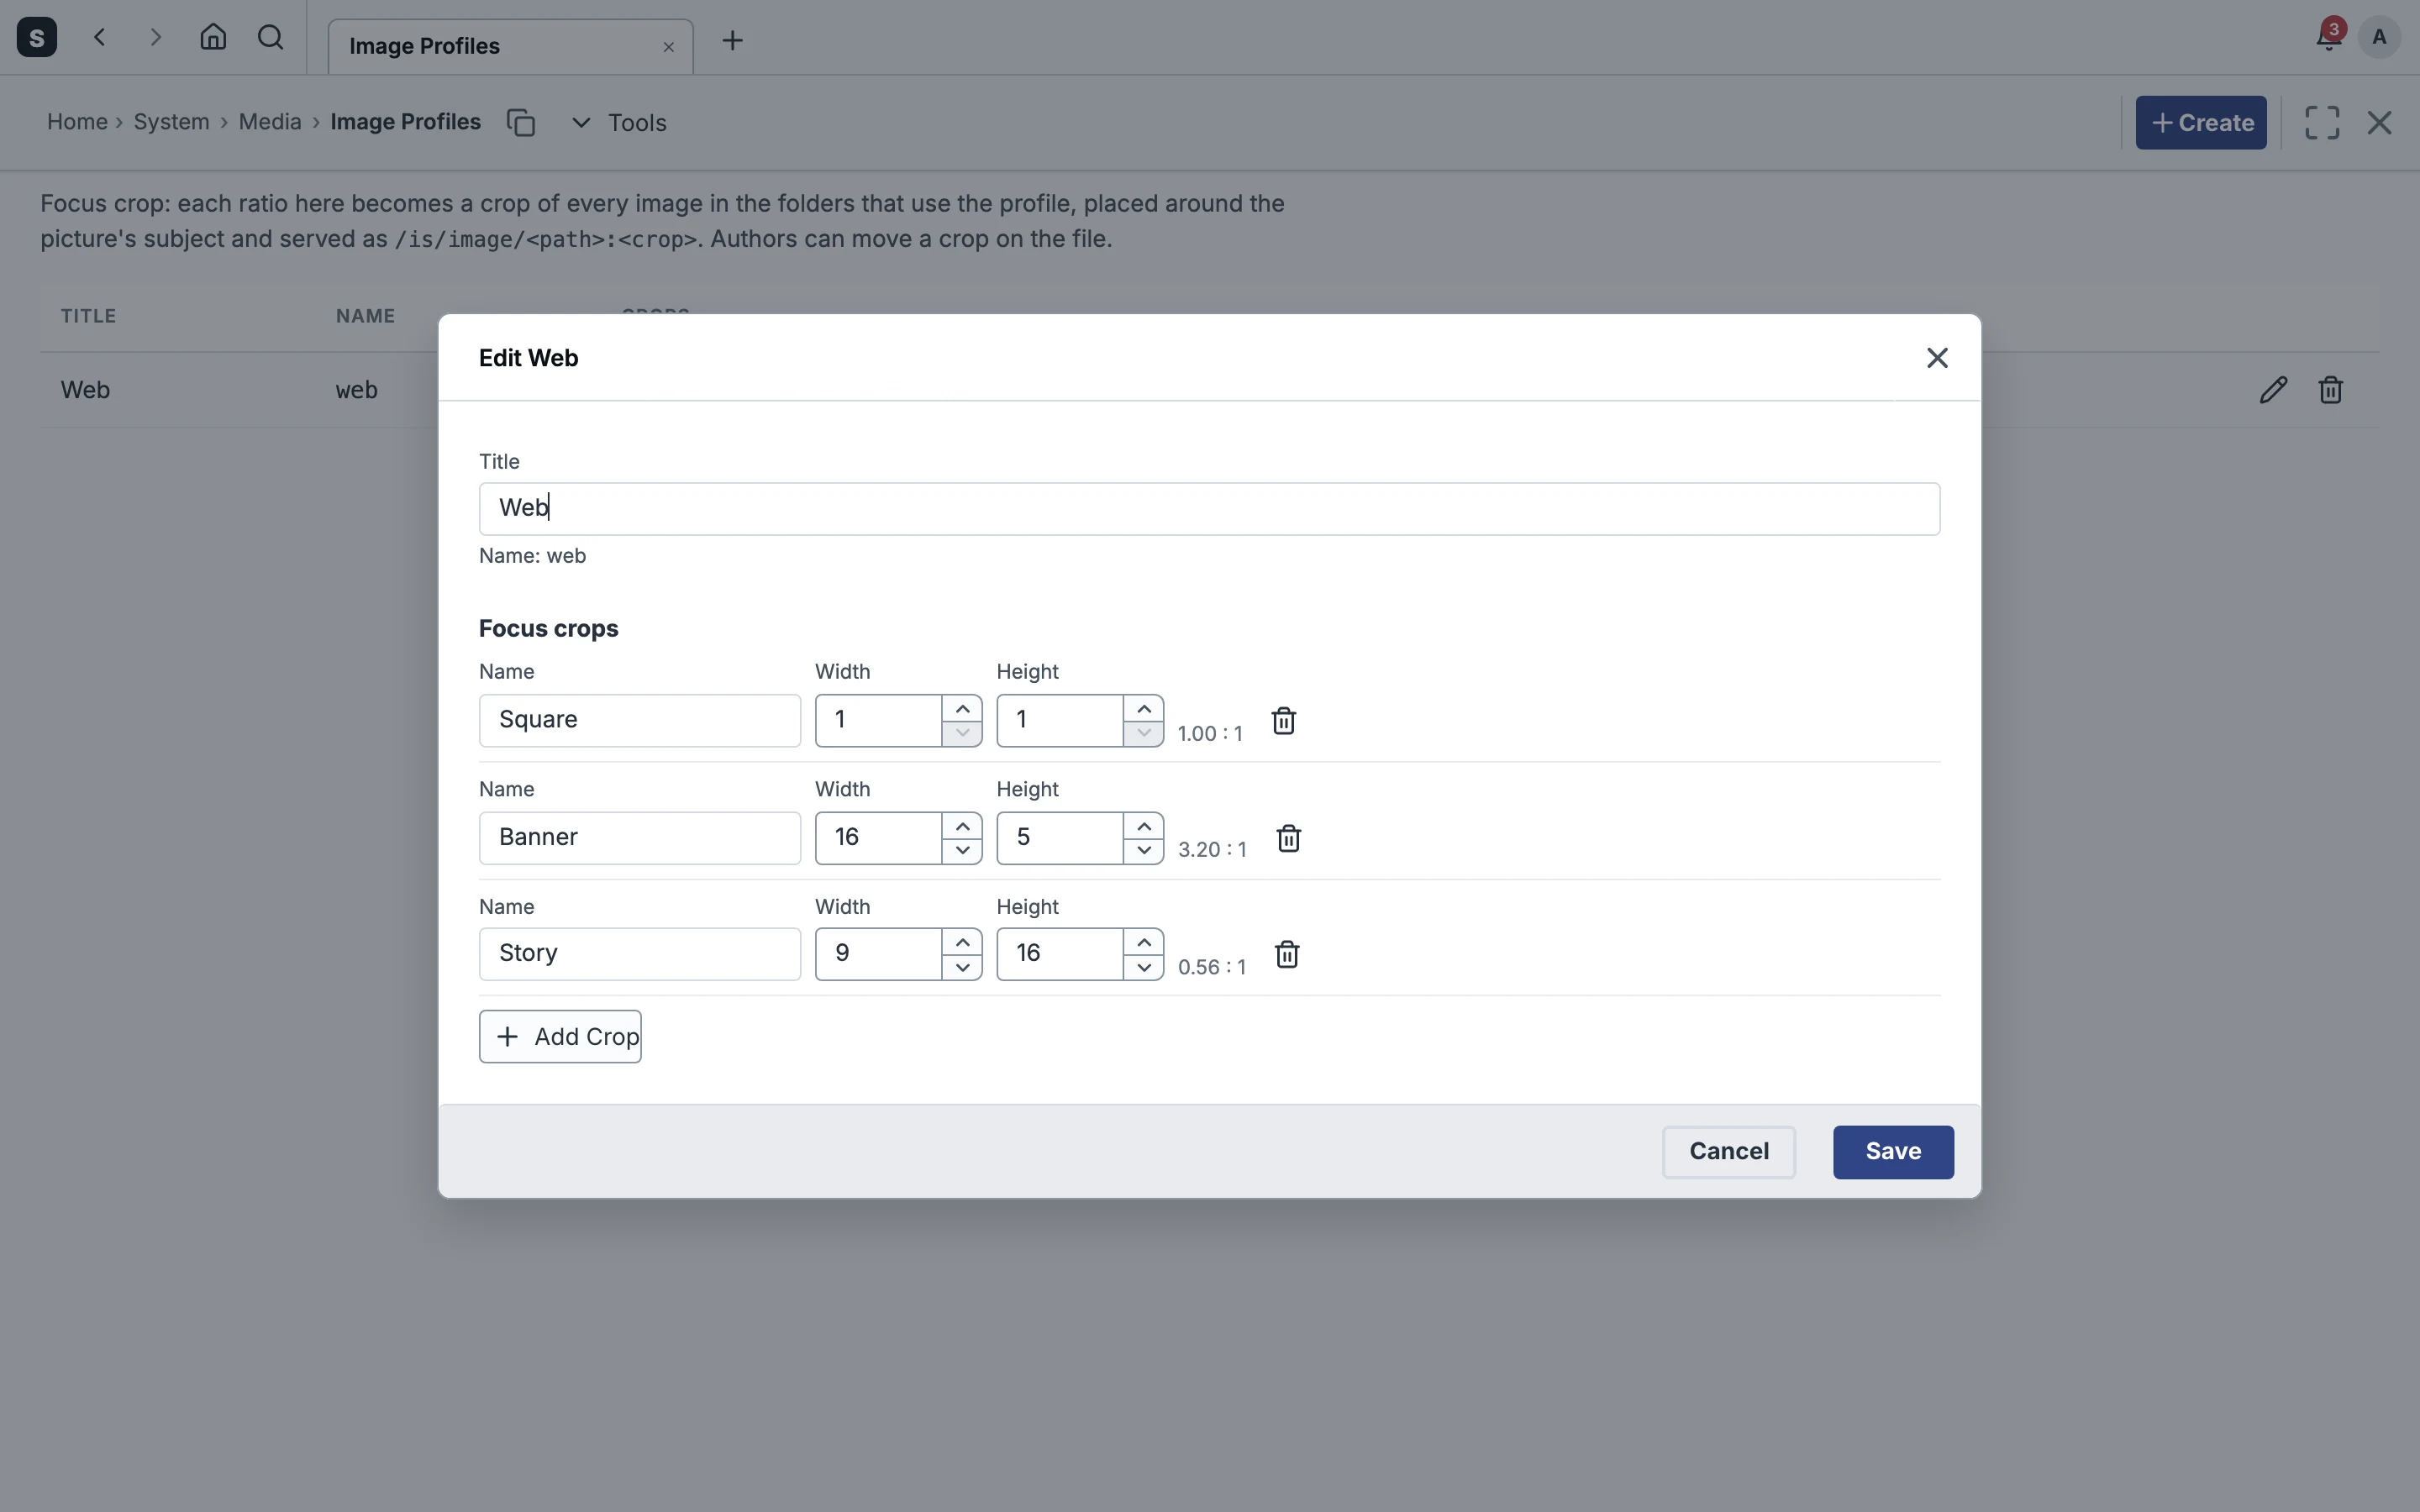 S
Image Profiles
3
A
Home › System › Media › Image Profiles
Tools
Create
Focus crop: each ratio here becomes a crop of every image in the folders that use the profile, placed around the
picture's subject and served as /is/image/<path>:<crop>. Authors can move a crop on the file.
TITLE NAME CROPS
Web web
Edit Web
Title
Web
Name: web
Focus crops
Name Width Height
Square 1 1 1.00 : 1
Name Width Height
Banner 16 5 3.20 : 1
Name Width Height
Story 9 16 0.56 : 1
Add Crop
Cancel Save